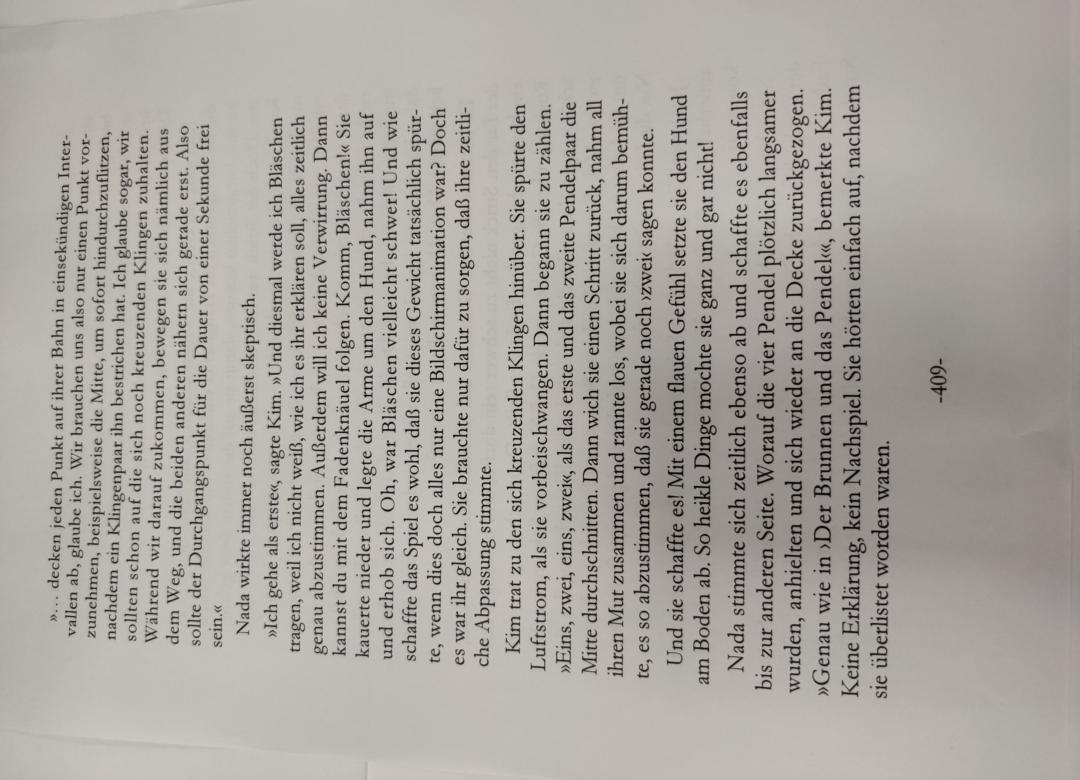 »... decken jeden Punkt auf ihrer Bahn in einsekündigen Inter-
vallen ab, glaube ich. Wir brauchen uns also nur einen Punkt vor-
zunehmen, beispielsweise die Mitte, um sofort hindurchzuflitzen,
nachdem ein Klingenpaar ihn bestrichen hat. Ich glaube sogar, wir
sollten schon auf die sich noch kreuzenden Klingen zuhalten.
Während wir darauf zukommen, bewegen sie sich nämlich aus
dem Weg, und die beiden anderen nähern sich gerade erst. Also
sollte der Durchgangspunkt für die Dauer von einer Sekunde frei
sein.«
Nada wirkte immer noch äußerst skeptisch.
»Ich gehe als erste«, sagte Kim. »Und diesmal werde ich Bläschen
tragen, weil ich nicht weiß, wie ich es ihr erklären soll, alles zeitlich
genau abzustimmen. Außerdem will ich keine Verwirrung. Dann
kannst du mit dem Fadenknäuel folgen. Komm, Bläschen!« Sie
kauerte nieder und legte die Arme um den Hund, nahm ihn auf
und erhob sich. Oh, war Bläschen vielleicht schwer! Und wie
schaffte das Spiel es wohl, daß sie dieses Gewicht tatsächlich spür-
te, wenn dies doch alles nur eine Bildschirmanimation war? Doch
es war ihr gleich. Sie brauchte nur dafür zu sorgen, daß ihre zeitli-
che Abpassung stimmte.
Kim trat zu den sich kreuzenden Klingen hinüber. Sie spürte den
Luftstrom, als sie vorbeischwangen. Dann begann sie zu zählen.
»Eins, zwei, eins, zwei«, als das erste und das zweite Pendelpaar die
Mitte durchschnitten. Dann wich sie einen Schritt zurück, nahm all
ihren Mut zusammen und rannte los, wobei sie sich darum bemüh-
te, es so abzustimmen, daß sie gerade noch ›zwei‹ sagen konnte.
Und sie schaffte es! Mit einem flauen Gefühl setzte sie den Hund
am Boden ab. So heikle Dinge mochte sie ganz und gar nicht!
Nada stimmte sich zeitlich ebenso ab und schaffte es ebenfalls
bis zur anderen Seite. Worauf die vier Pendel plötzlich langsamer
wurden, anhielten und sich wieder an die Decke zurückgezogen.
»Genau wie in ›Der Brunnen und das Pendel‹«, bemerkte Kim.
Keine Erklärung, kein Nachspiel. Sie hörten einfach auf, nachdem
sie überlistet worden waren.
-409-